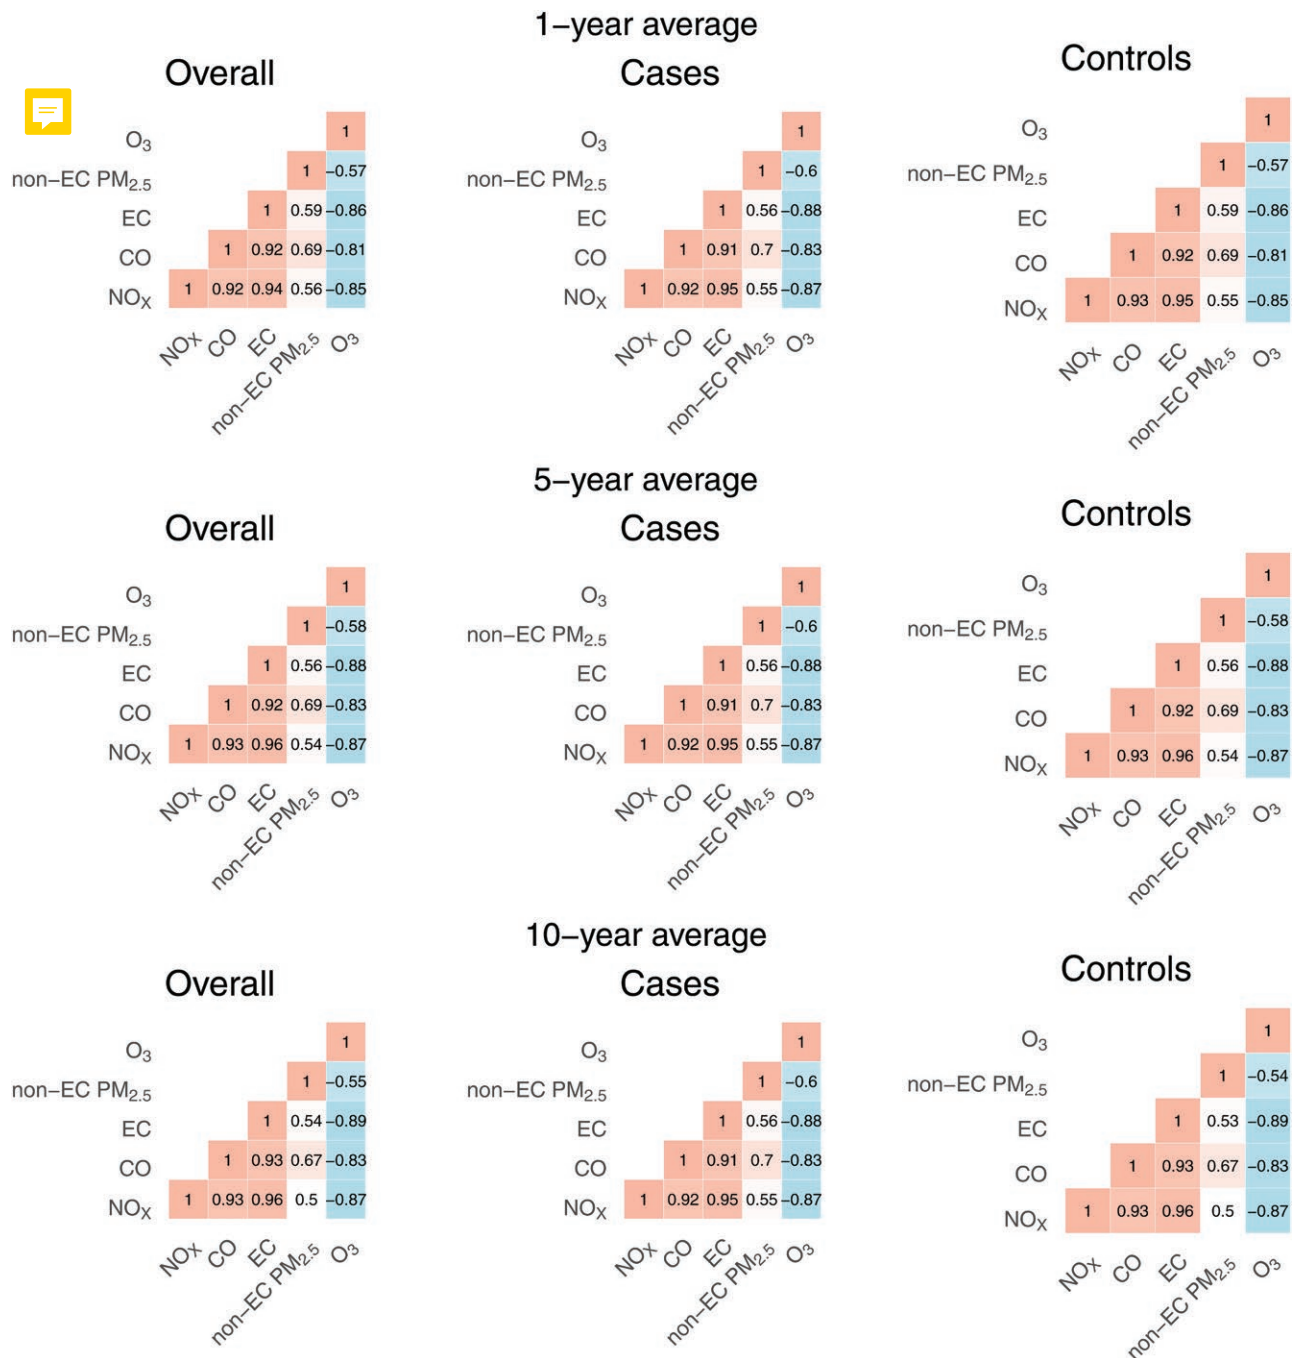 1−year average
Overall Cases Controls
O3 1 O3 1 O3 1
non−EC PM2.5 1 −0.57 non−EC PM2.5 1 −0.6 non−EC PM2.5 1 −0.57
EC 1 0.59 −0.86 EC 1 0.56 −0.88 EC 1 0.59 −0.86
CO 1 0.92 0.69 −0.81 CO 1 0.91 0.7 −0.83 CO 1 0.92 0.69 −0.81
NOX 1 0.92 0.94 0.56 −0.85 NOX 1 0.92 0.95 0.55 −0.87 NOX 1 0.93 0.95 0.55 −0.85
NOX CO EC non−EC PM2.5 O3 NOX CO EC non−EC PM2.5 O3 NOX CO EC non−EC PM2.5 O3
5−year average
Overall Cases Controls
O3 1 O3 1 O3 1
non−EC PM2.5 1 −0.58 non−EC PM2.5 1 −0.6 non−EC PM2.5 1 −0.58
EC 1 0.56 −0.88 EC 1 0.56 −0.88 EC 1 0.56 −0.88
CO 1 0.92 0.69 −0.83 CO 1 0.91 0.7 −0.83 CO 1 0.92 0.69 −0.83
NOX 1 0.93 0.96 0.54 −0.87 NOX 1 0.92 0.95 0.55 −0.87 NOX 1 0.93 0.96 0.54 −0.87
NOX CO EC non−EC PM2.5 O3 NOX CO EC non−EC PM2.5 O3 NOX CO EC non−EC PM2.5 O3
10−year average
Overall Cases Controls
O3 1 O3 1 O3 1
non−EC PM2.5 1 −0.55 non−EC PM2.5 1 −0.6 non−EC PM2.5 1 −0.54
EC 1 0.54 −0.89 EC 1 0.56 −0.88 EC 1 0.53 −0.89
CO 1 0.93 0.67 −0.83 CO 1 0.91 0.7 −0.83 CO 1 0.93 0.67 −0.83
NOX 1 0.93 0.96 0.5 −0.87 NOX 1 0.92 0.95 0.55 −0.87 NOX 1 0.93 0.96 0.5 −0.87
NOX CO EC non−EC PM2.5 O3 NOX CO EC non−EC PM2.5 O3 NOX CO EC non−EC PM2.5 O3